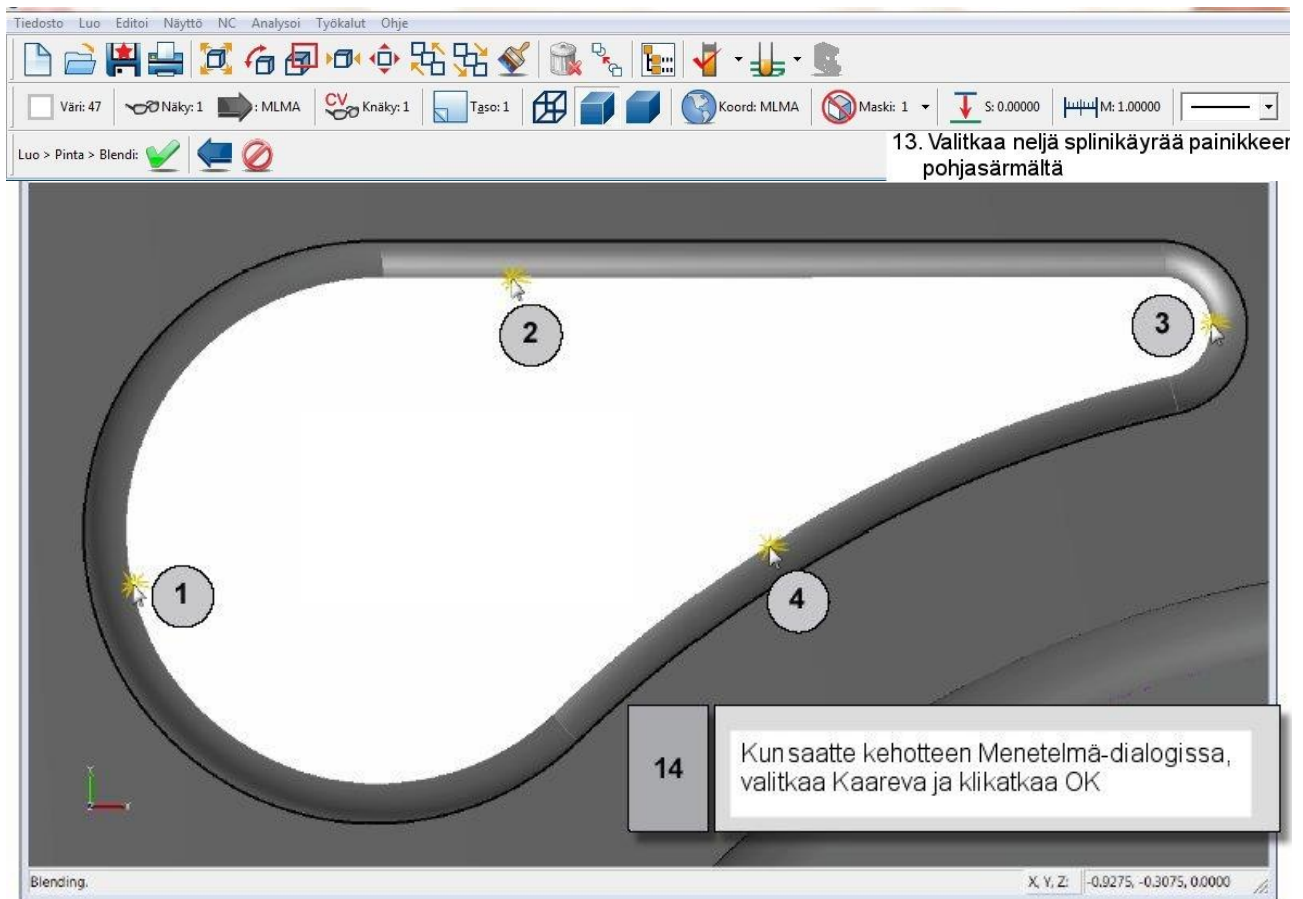 Tiedosto Luo Editoi Näyttö NC Analysoi Työkalut Ohje
Väri: 47 Näky: 1 : MLMA CV Knäky: 1 Taso: 1 Koord: MLMA Maski: 1 S: 0.00000 M: 1.00000
Luo > Pinta > Blendi:
13. Valitkaa neljä splinikäyrää painikkeen
pohjasärmältä
2
3
1
4
14
Kun saatte kehotteen Menetelmä-dialogissa,
valitkaa Kaareva ja klikatkaa OK
Y
Z X
Blending.
X, Y, Z: -0.9275, -0.3075, 0.0000